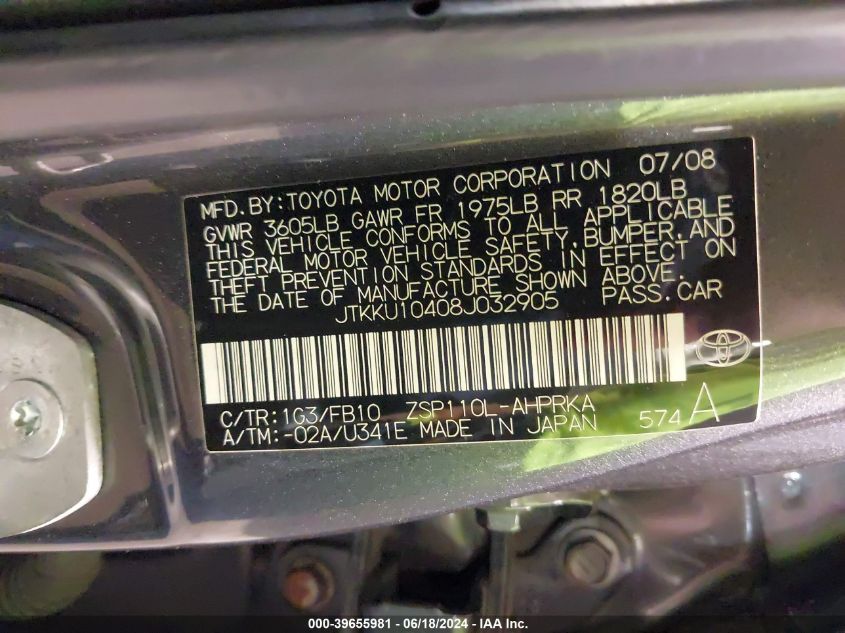 MFD.BY:TOYOTA MOTOR CORPORATION 07/08
GVWR 3605LB GAWR FR 1975LB RR 1820LB
THIS VEHICLE CONFORMS TO ALL APPLICABLE
FEDERAL MOTOR VEHICLE SAFETY,BUMPER,AND
THEFT PREVENTION STANDARDS IN EFFECT ON
THE DATE OF MANUFACTURE SHOWN ABOVE.
JTKKU10408J032905 PASS.CAR
C/TR:1G3/FB10 ZSP110L-AHPRKA
A/TM:-02A/U341E MADE IN JAPAN 574 A
000-39655981 - 06/18/2024 - IAA Inc.